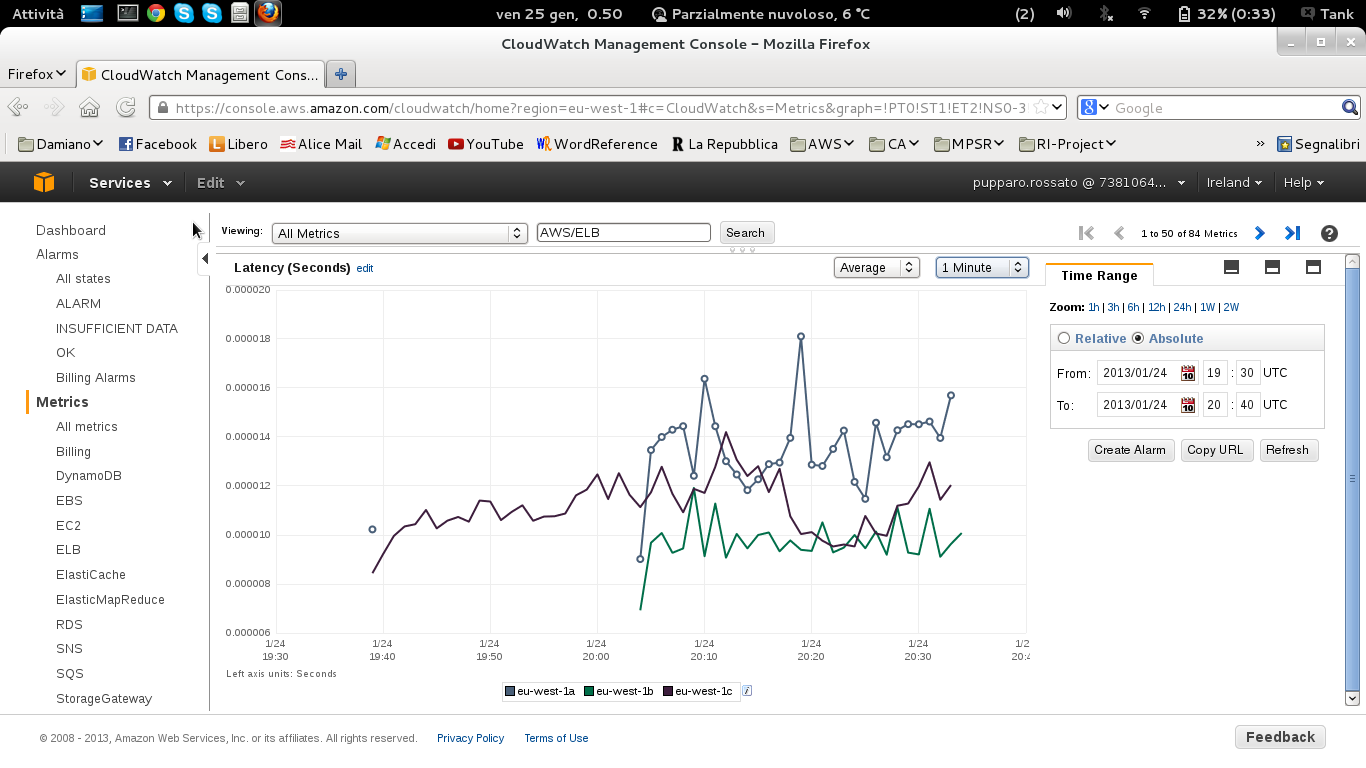 Attività
ven 25 gen, 0.50
Parzialmente nuvoloso, 6 °C
(2)
32% (0:33)
Tank
CloudWatch Management Console - Mozilla Firefox
Firefox
CloudWatch Management Cons...
https://console.aws.amazon.com/cloudwatch/home?region=eu-west-1#c=CloudWatch&s=Metrics&graph=!PT0!ST1!ET2!NS0-3
Google
Damiano
Facebook
Libero
Alice Mail
Accedi
YouTube
WordReference
La Repubblica
AWS
CA
MPSR
RI-Project
»
Segnalibri
Services
Edit
pupparo.rossato @ 7381064...
Ireland
Help
Dashboard
Alarms
All states
ALARM
INSUFFICIENT DATA
OK
Billing Alarms
Metrics
All metrics
Billing
DynamoDB
EBS
EC2
ELB
ElastiCache
ElasticMapReduce
RDS
SNS
SQS
StorageGateway
Viewing:
All Metrics
AWS/ELB
Search
1 to 50 of 84 Metrics
Latency (Seconds) edit
Average
1 Minute
0.000020
0.000018
0.000016
0.000014
0.000012
0.000010
0.000008
0.000006
1/24 1/24 1/24 1/24 1/24 1/24 1/24 1/2
19:30 19:40 19:50 20:00 20:10 20:20 20:30 20:4
Left axis units: Seconds
eu-west-1a eu-west-1b eu-west-1c
Time Range
Zoom: 1h | 3h | 6h | 12h | 24h | 1W | 2W
Relative Absolute
From: 2013/01/24 10 19 : 30 UTC
To: 2013/01/24 10 20 : 40 UTC
Create Alarm
Copy URL
Refresh
© 2008 - 2013, Amazon Web Services, Inc. or its affiliates. All rights reserved.
Privacy Policy
Terms of Use
Feedback